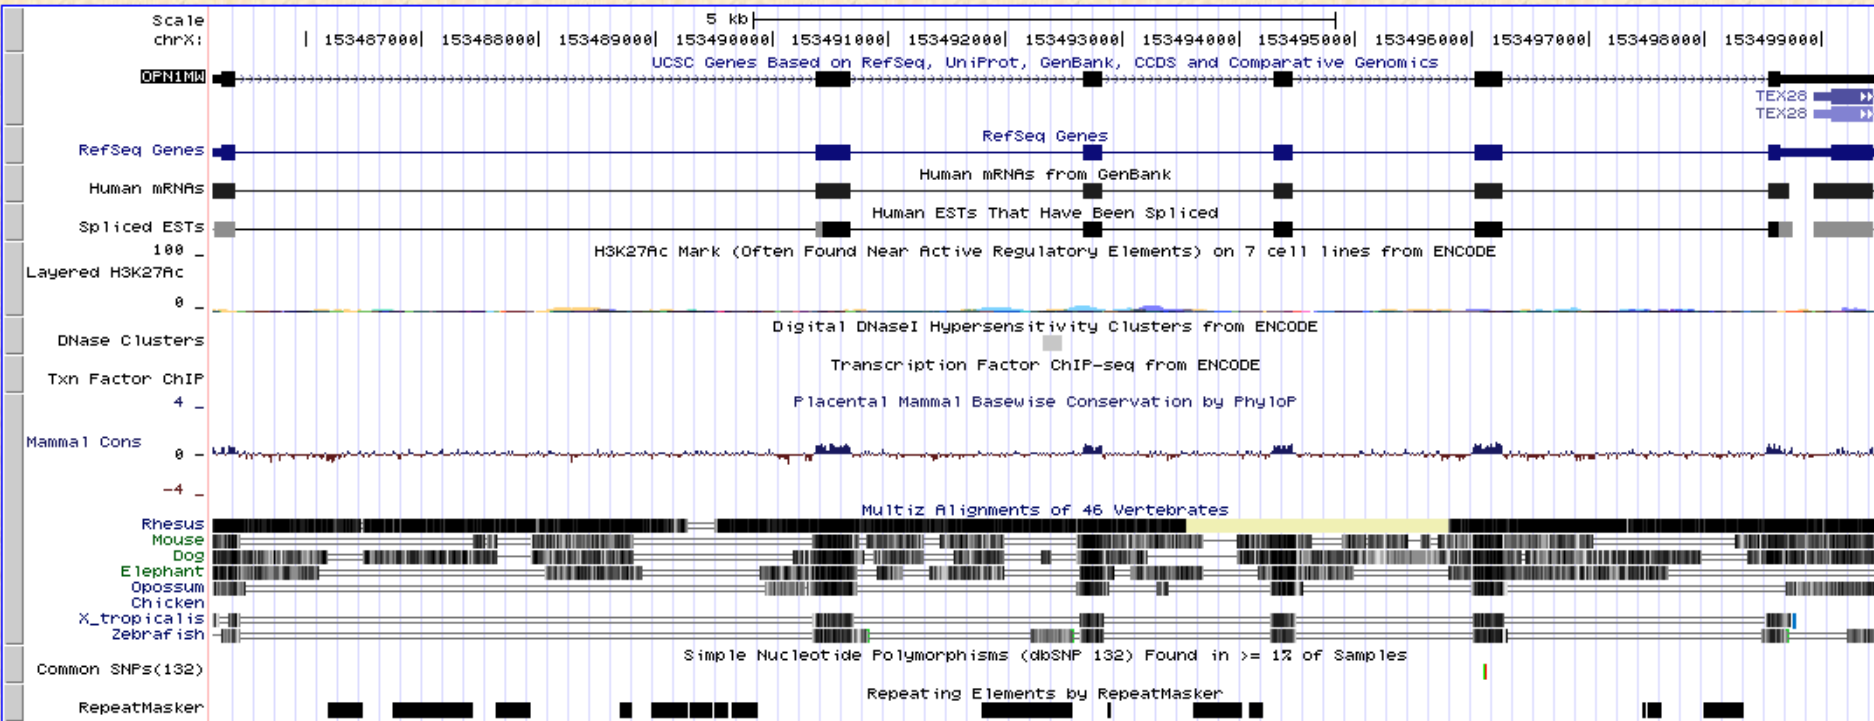 Scale 5 kb
chrX: 153487000| 153488000| 153489000| 153490000| 153491000| 153492000| 153493000| 153494000| 153495000| 153496000| 153497000| 153498000| 153499000|
UCSC Genes Based on RefSeq, UniProt, GenBank, CCDS and Comparative Genomics
OPN1MW
TEX28
TEX28
RefSeq Genes
RefSeq Genes
Human mRNAs from GenBank
Human mRNAs
Human ESTs That Have Been Spliced
Spliced ESTs
H3K27Ac Mark (Often Found Near Active Regulatory Elements) on 7 cell lines from ENCODE
100 _
Layered H3K27Ac
0 _
Digital DNaseI Hypersensitivity Clusters from ENCODE
DNase Clusters
Transcription Factor ChIP-seq from ENCODE
Txn Factor ChIP
Placental Mammal Basewise Conservation by PhyloP
4 _
Mammal Cons
0 _
-4 _
Multiz Alignments of 46 Vertebrates
Rhesus
Mouse
Dog
Elephant
Opossum
Chicken
X_tropicalis
Zebrafish
Simple Nucleotide Polymorphisms (dbSNP 132) Found in >= 1% of Samples
Common SNPs(132)
Repeating Elements by RepeatMasker
RepeatMasker